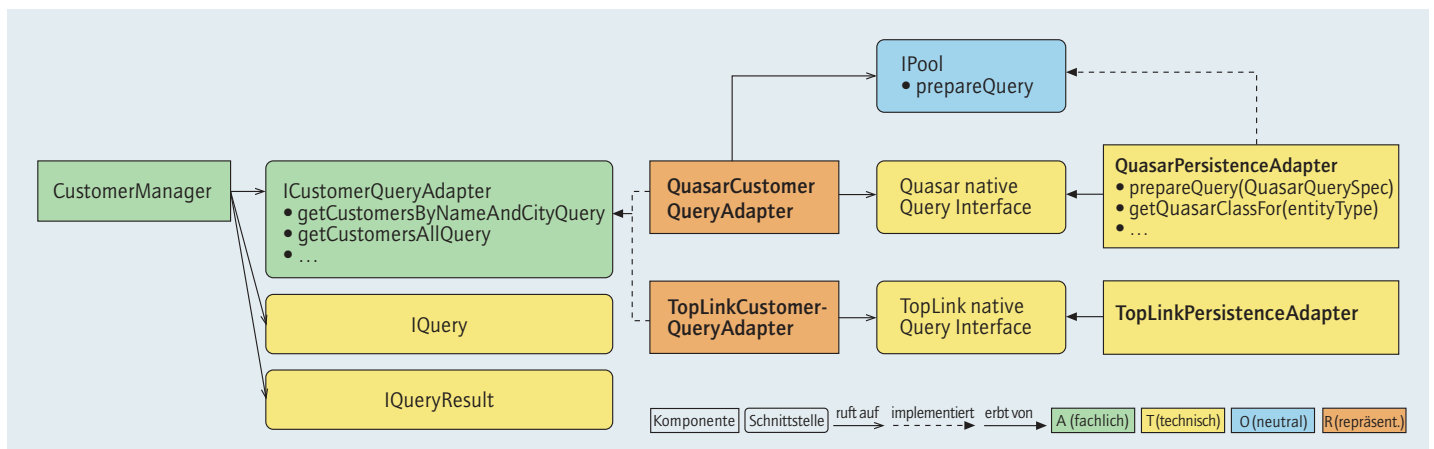 IPool
• prepareQuery
CustomerManager
ICustomerQueryAdapter
• getCustomersByNameAndCityQuery
• getCustomersAllQuery
• …
QuasarCustomer
QueryAdapter
Quasar native
Query Interface
QuasarPersistenceAdapter
• prepareQuery(QuasarQuerySpec)
• getQuasarClassFor(entityType)
• …
IQuery
TopLinkCustomer-
QueryAdapter
TopLink native
Query Interface
TopLinkPersistenceAdapter
IQueryResult
Komponente
Schnittstelle
ruft auf
implementiert
erbt von
A (fachlich)
T (technisch)
O (neutral)
R (repräsent.)